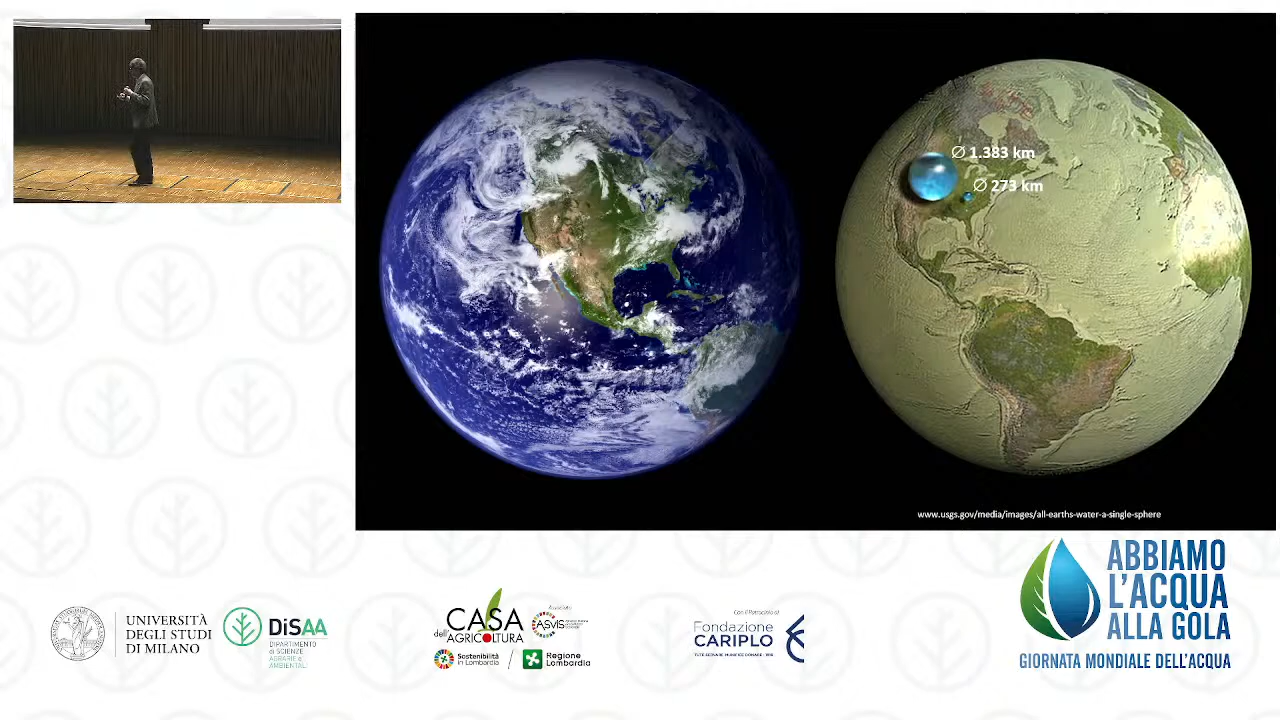 Ø 1.383 km
Ø 273 km
www.usgs.gov/media/images/all-earths-water-a-single-sphere
ABBIAMO
L'ACQUA
ALLA GOLA
GIORNATA MONDIALE DELL'ACQUA
UNIVERSITÀ
DEGLI STUDI
DI MILANO
DiSAA
DIPARTIMENTO
DI SCIENZE
AGRARIE E
AMBIENTALI
CASA
dell'AGRICOLTURA
ASVIS
Sostenibilità
in Lombardia
Regione
Lombardia
Con il Patrocinio di
Fondazione
CARIPLO